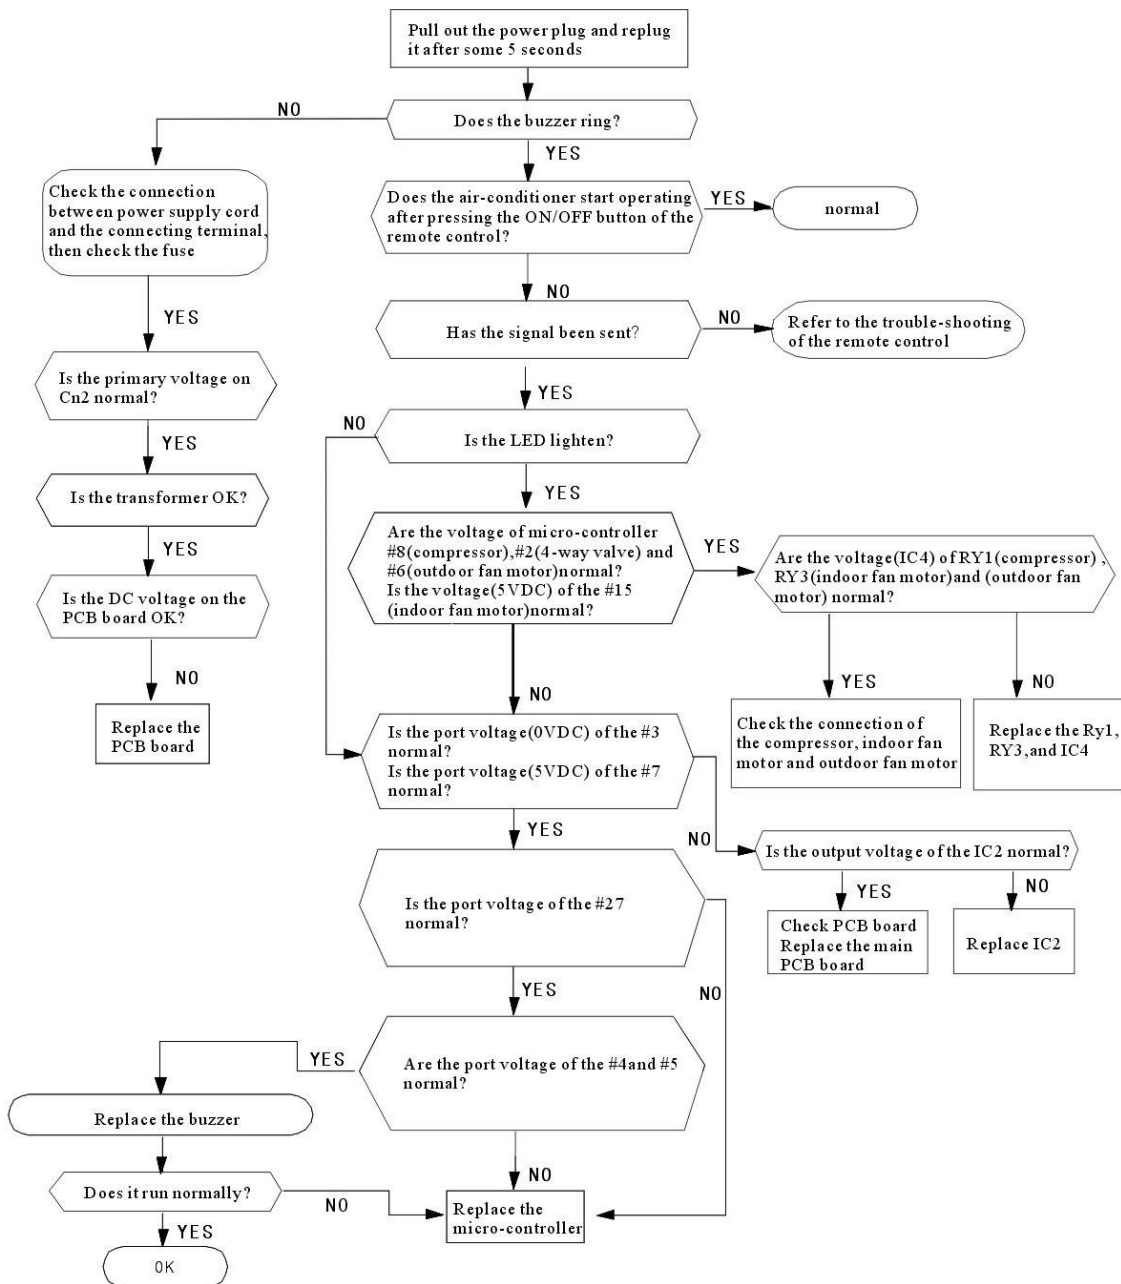 Pull out the power plug and replug
it after some 5 seconds
NO
Does the buzzer ring?
YES
Check the connection
between power supply cord
and the connecting terminal,
then check the fuse
Does the air-conditioner start operating
after pressing the ON/OFF button of the
remote control?
YES
normal
YES
NO
Has the signal been sent?
NO
Refer to the trouble-shooting
of the remote control
Is the primary voltage on
Cn2 normal?
YES
NO
Is the LED lighten?
YES
Is the transformer OK?
YES
Are the voltage of micro-controller
#8(compressor),#2(4-way valve) and
#6(outdoor fan motor)normal?
Is the voltage(5VDC) of the #15
(indoor fan motor)normal?
YES
Are the voltage(IC4) of RY1(compressor) ,
RY3(indoor fan motor)and (outdoor fan
motor) normal?
YES
Is the DC voltage on the
PCB board OK?
NO
NO
YES
NO
Replace the
PCB board
Is the port voltage(0VDC) of the #3
normal?
Is the port voltage(5VDC) of the #7
normal?
Check the connection of
the compressor, indoor fan
motor and outdoor fan motor
Replace the Ry1,
RY3,and IC4
YES
NO
Is the output voltage of the IC2 normal?
Is the port voltage of the #27
normal?
YES
NO
Check PCB board
Replace the main
PCB board
Replace IC2
YES
NO
YES
Are the port voltage of the #4and #5
normal?
Replace the buzzer
NO
Does it run normally?
NO
Replace the
micro-controller
YES
OK